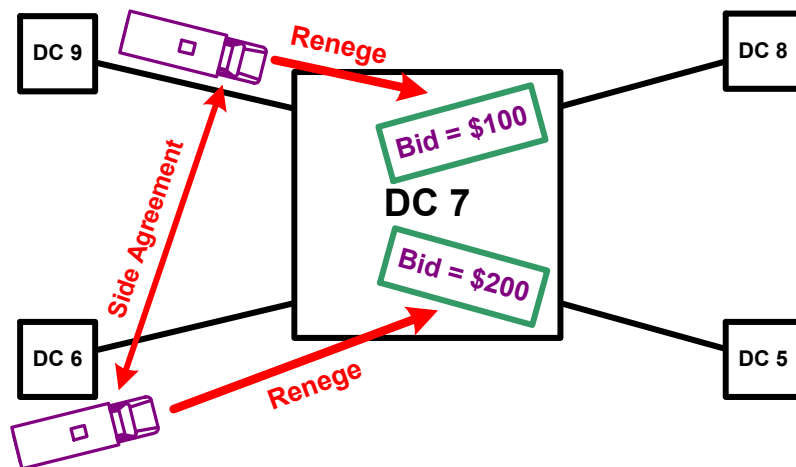 DC 9
Renege
DC 8
Bid = $100
DC 7
Side Agreement
Bid = $200
DC 6
DC 5
Renege